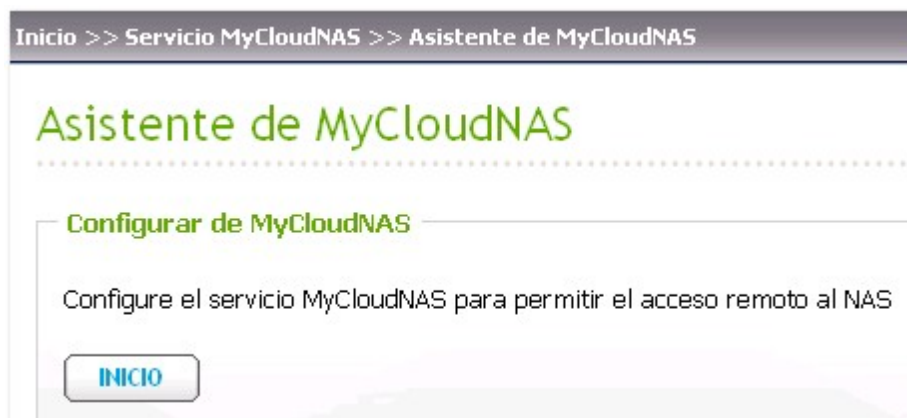 Inicio >> Servicio MyCloudNAS >> Asistente de MyCloudNAS
Asistente de MyCloudNAS
Configurar de MyCloudNAS
Configure el servicio MyCloudNAS para permitir el acceso remoto al NAS
INICIO